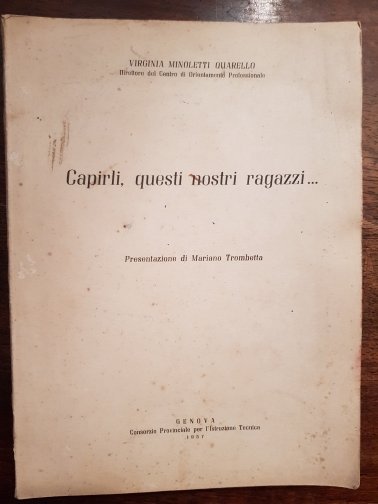 VIRGINIA MINOLETTI QUARELLO
Direttore del Centro di Orientamento Professionale
Capirli, questi nostri ragazzi...
Presentazione di Mariano Trombetta
GENOVA
Consorzio Provinciale per l'Istruzione Tecnica
1957